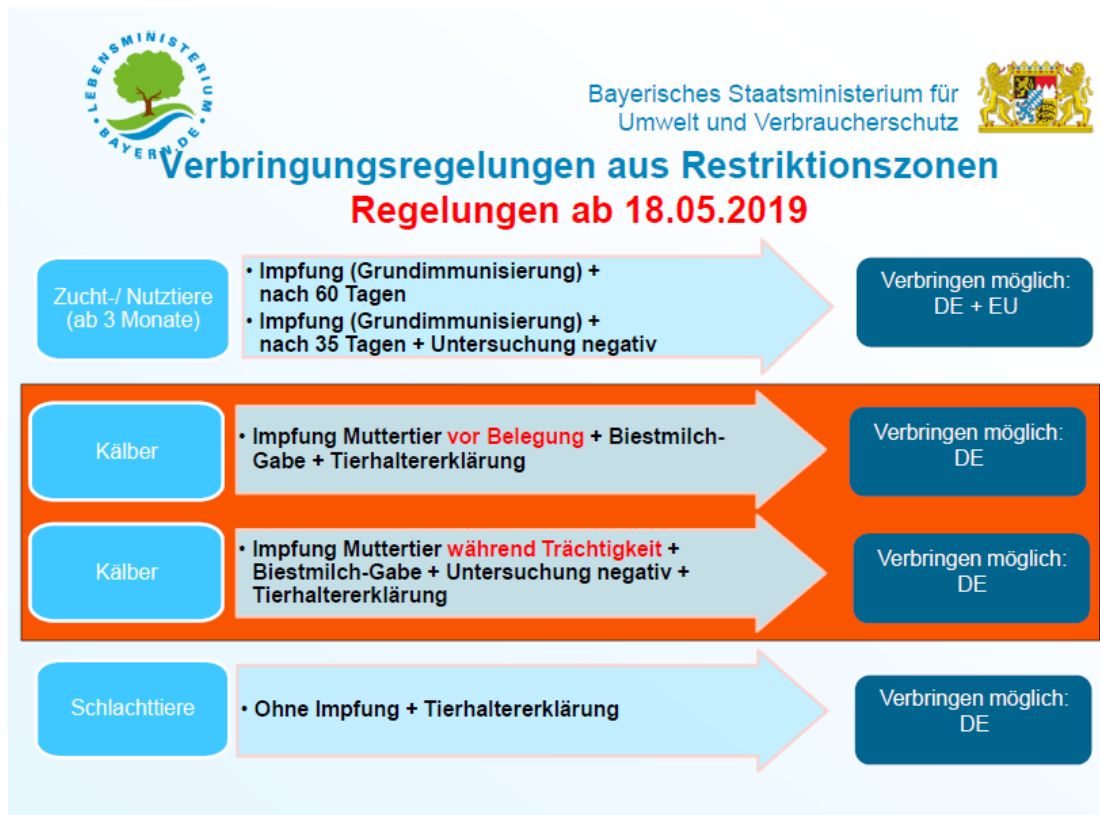 LEBENSMINISTERIUM
BAYERN.DE
Bayerisches Staatsministerium für
Umwelt und Verbraucherschutz
Verbringungsregelungen aus Restriktionszonen
Regelungen ab 18.05.2019
Zucht-/ Nutztiere
(ab 3 Monate)
• Impfung (Grundimmunisierung) +
nach 60 Tagen
• Impfung (Grundimmunisierung) +
nach 35 Tagen + Untersuchung negativ
Verbringen möglich:
DE + EU
Kälber
• Impfung Muttertier vor Belegung + Biestmilch-
Gabe + Tierhaltererklärung
Verbringen möglich:
DE
Kälber
• Impfung Muttertier während Trächtigkeit +
Biestmilch-Gabe + Untersuchung negativ +
Tierhaltererklärung
Verbringen möglich:
DE
Schlachttiere
• Ohne Impfung + Tierhaltererklärung
Verbringen möglich:
DE